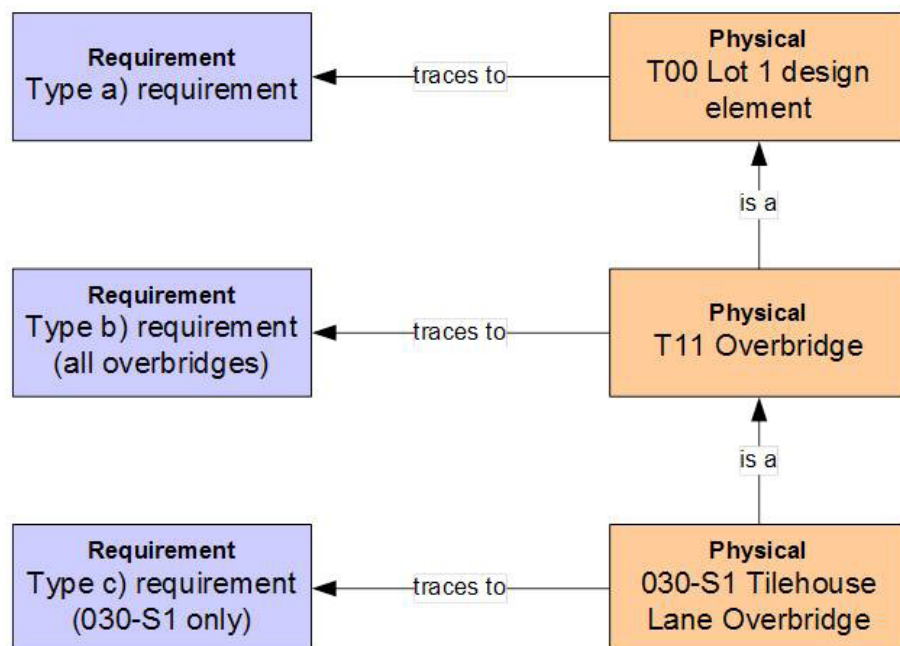 Requirement
Type a) requirement
traces to
Physical
T00 Lot 1 design
element
is a
Requirement
Type b) requirement
(all overbridges)
traces to
Physical
T11 Overbridge
is a
Requirement
Type c) requirement
(030-S1 only)
traces to
Physical
030-S1 Tilehouse
Lane Overbridge